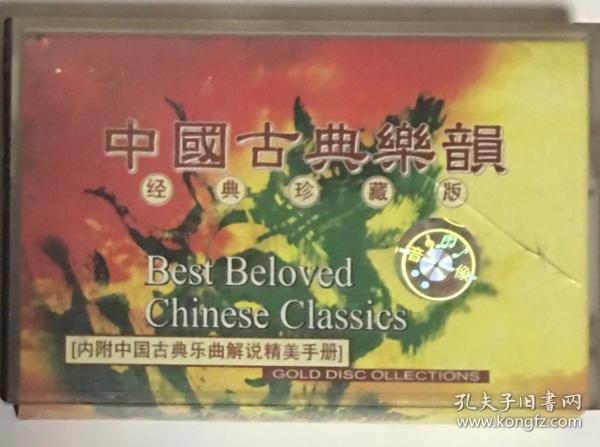 中國古典樂韻
经典珍藏版
音像
Best Beloved
Chinese Classics
[内附中国古典乐曲解说精美手册]
GOLD DISC OLLECTIONS
孔夫子旧书网
www.kongfz.com